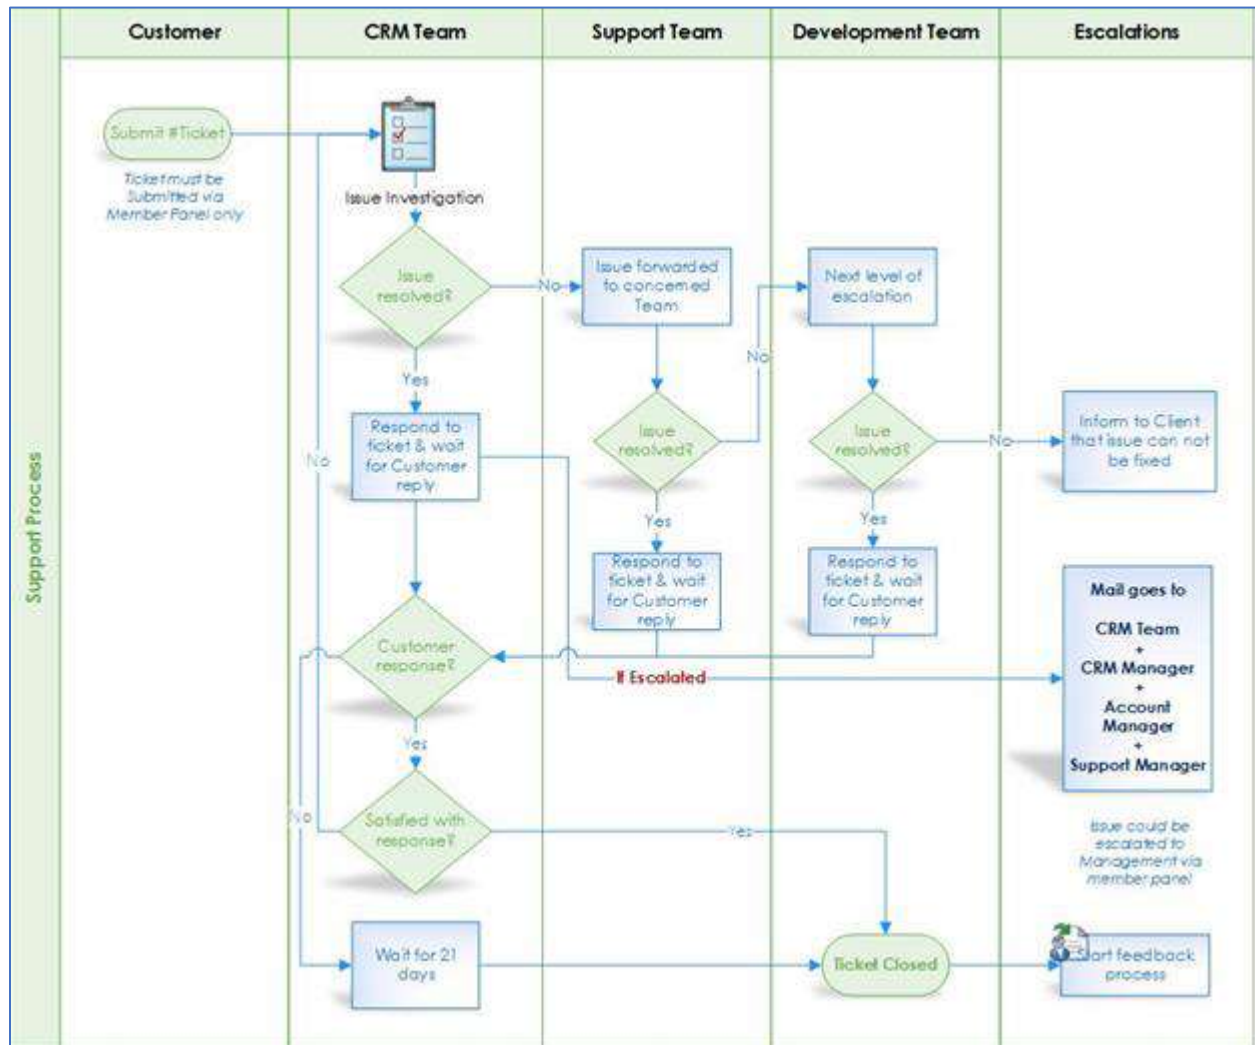 Customer
CRM Team
Support Team
Development Team
Escalations
Support Process
Submit #Ticket
Ticket must be
Submitted via
Member Panel only
Issue Investigation
Issue
resolved?
No
Issue forwarded
to concerned
Team
Next level of
escalation
No
Yes
Respond to
ticket & wait
for Customer
reply
No
Issue
resolved?
Issue
resolved?
No
Inform to Client
that issue can not
be fixed
Yes
Yes
Respond to
ticket & wait
for Customer
reply
Respond to
ticket & wait
for Customer
reply
Customer
response?
If Escalated
Mail goes to
CRM Team
+
CRM Manager
+
Account
Manager
+
Support Manager
Yes
No
Satisfied with
response?
Yes
Issue could be
escalated to
Management via
member panel
Wait for 21
days
Ticket Closed
Start feedback
process